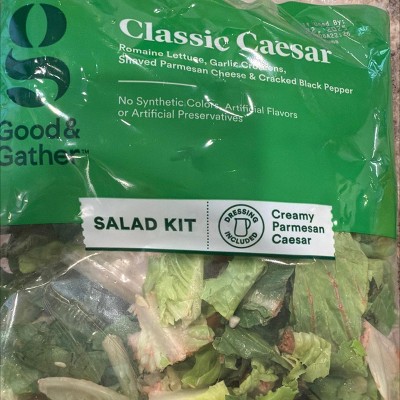 Classic Caesar
Romaine Lettuce, Garlic Croutons,
Shaved Parmesan Cheese & Cracked Black Pepper
No Synthetic Colors, Artificial Flavors
or Artificial Preservatives
g
Good&
Gather™
SALAD KIT
DRESSING INCLUDED
Creamy
Parmesan
Caesar